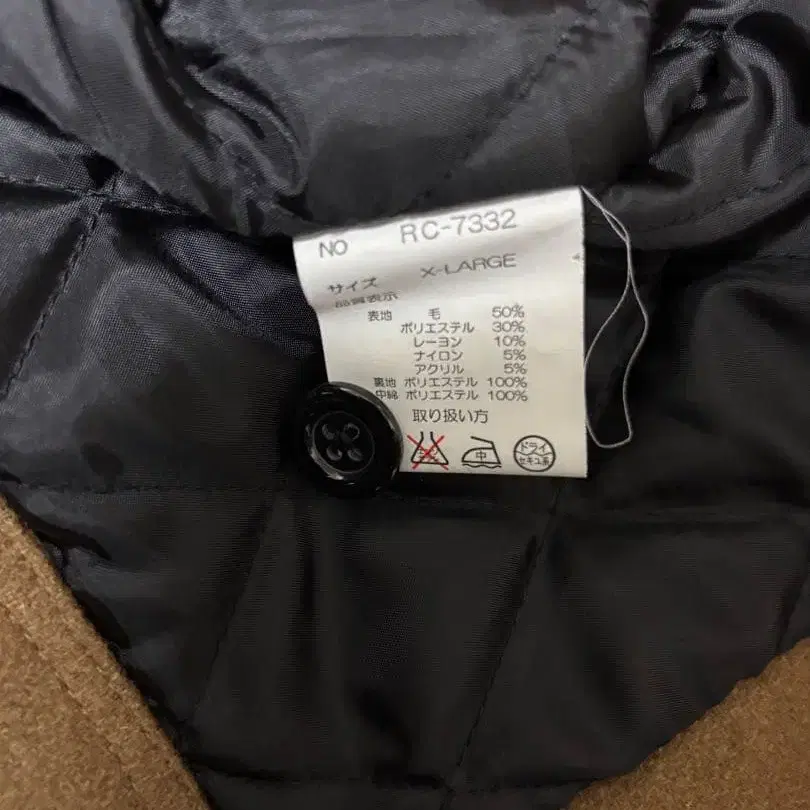 NO RC-7332
サイズ X-LARGE
品質表示
表地 毛 50%
ポリエステル 30%
レーヨン 10%
ナイロン 5%
アクリル 5%
裏地 ポリエステル 100%
中綿 ポリエステル 100%
取り扱い方
中 ドライ
セキユ系